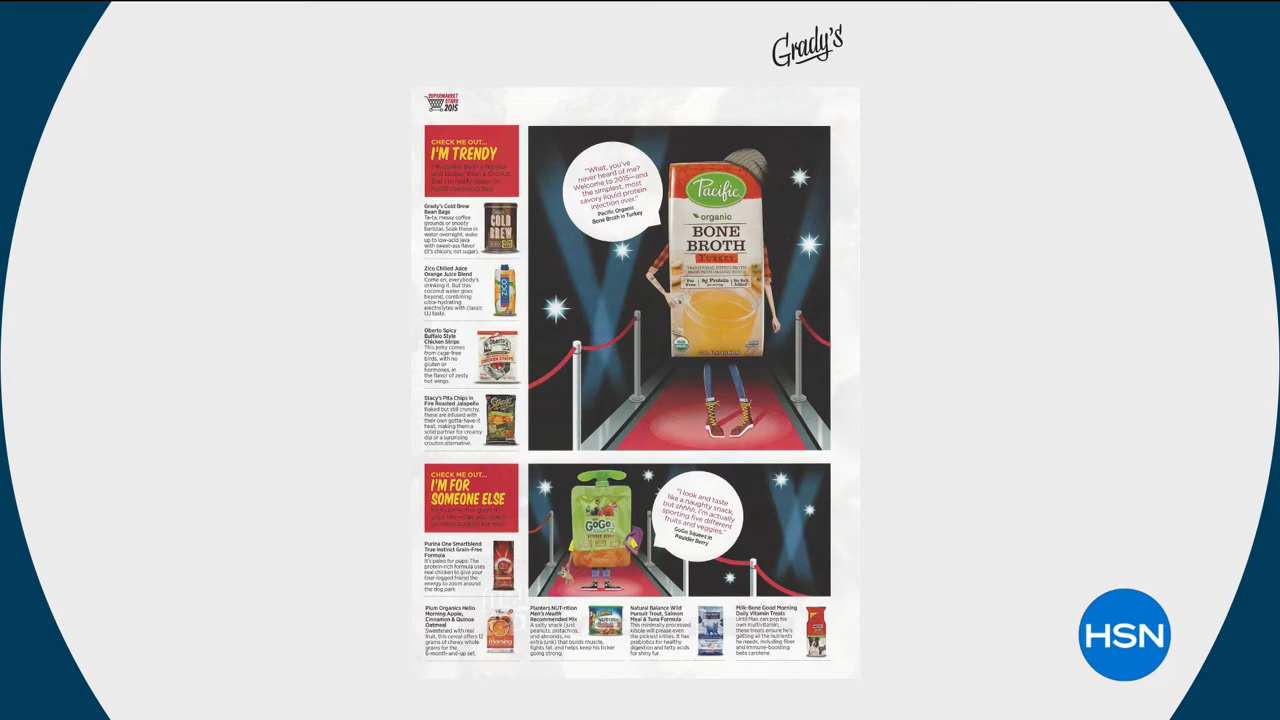 Grady's
SUPERMARKET
STARS
2015
CHECK ME OUT...
I'M TRENDY
Grady's Cold Brew
Bean Bags
Ta-ta, messy coffee
grounds or snooty
baristas. Soak these in
water overnight, wake
up to low-acid java
with sweet-ass flavor
(it's chicory, not sugar).
COLD
BREW
Zico Chilled Juice
Orange Juice Blend
Come on, everybody's
drinking it. But this
coconut water goes
beyond, combining
ultra-hydrating
electrolytes with classic
OJ taste.
ZICO
Oberto Spicy
Buffalo Style
Chicken Strips
This jerky comes
from cage-free
birds, with no
gluten or
hormones, in
the flavor of zesty
hot wings.
Oberto
CHICKEN STRIPS
Stacy's Pita Chips in
Fire Roasted Jalapeño
Baked but still crunchy,
these are infused with
their own gotta-have-it
heat, making them a
solid partner for creamy
dip or a surprising
crouton alternative.
Stacy's
"What, you've
never heard of me?
Welcome to 2015—and
the simplest, most
savory liquid protein
injection ever."
Pacific Organic
Bone Broth in Turkey
Pacific
organic
BONE
BROTH
TURKEY
Fat
Free
9g Protein
No Salt
Added
CHECK ME OUT...
I'M FOR
SOMEONE ELSE
Purina One Smartblend
True Instinct Grain-Free
Formula
It's paleo for pups: The
protein-rich formula uses
real chicken to give your
four-legged friend the
energy to zoom around
the dog park.
GoGo
"I look and taste
like a naughty snack,
but shhhh, I'm actually
sporting five different
fruits and veggies."
GoGo Squeez in
Boulder Berry
Plum Organics Hello
Morning Apple,
Cinnamon & Quinoa
Oatmeal
Sweetened with real
fruit, this cereal offers 12
grams of chewy whole
grains for the
6-month-and-up set.
morning
Planters NUT-rition
Men's Health
Recommended Mix
A salty snack (just
peanuts, pistachios,
and almonds, no
extra junk) that builds muscle,
fights fat, and helps keep his ticker
going strong.
Natural Balance Wild
Pursuit Trout, Salmon
Meal & Tuna Formula
This minimally processed
kibble will please even
the pickiest kitties. It has
prebiotics for healthy
digestion and fatty acids
for shiny fur.
Milk-Bone Good Morning
Daily Vitamin Treats
Until Max can pop his
own multivitamin,
these treats ensure he's
getting all the nutrients
he needs, including fiber
and immune-boosting
beta carotene.
HSN